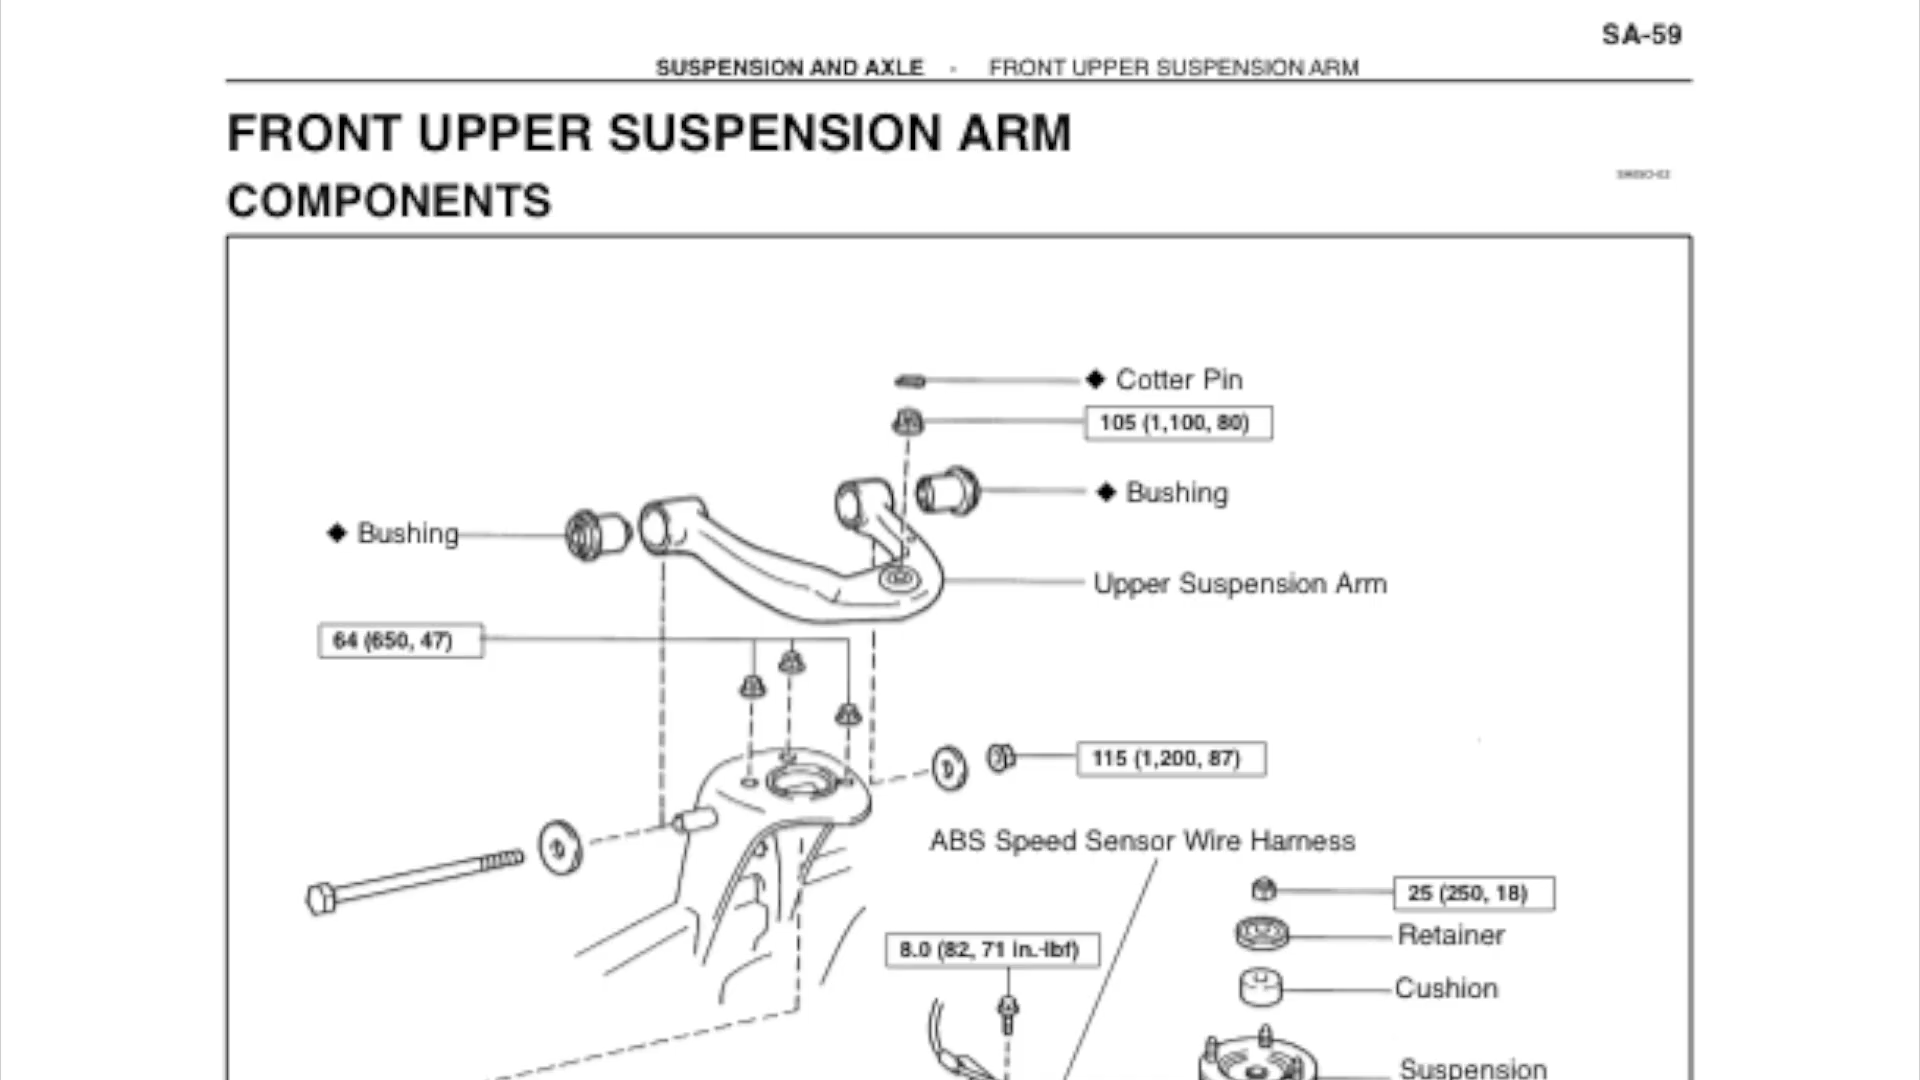 SA-59
SUSPENSION AND AXLE - FRONT UPPER SUSPENSION ARM
FRONT UPPER SUSPENSION ARM
COMPONENTS
◆ Cotter Pin
105 (1,100, 80)
◆ Bushing
◆ Bushing
Upper Suspension Arm
64 (650, 47)
115 (1,200, 87)
ABS Speed Sensor Wire Harness
25 (250, 18)
Retainer
8.0 (82, 71 in.-lbf)
Cushion
Suspension